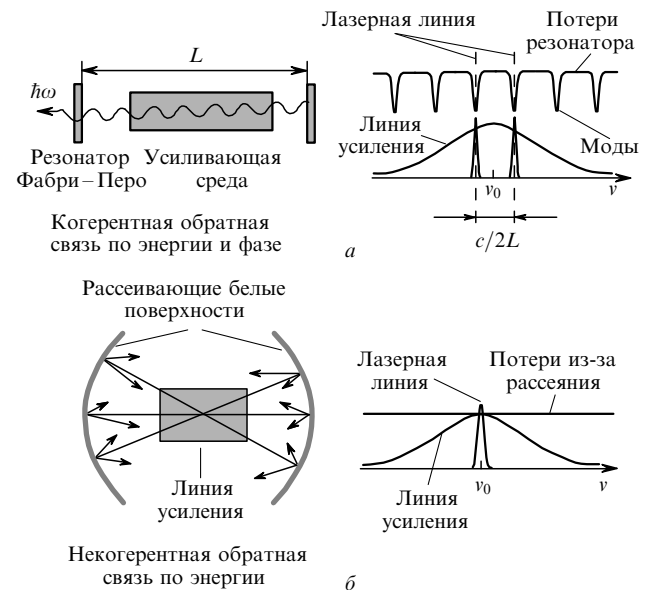 L
ħω
Резонатор
Фабри–Перо
Усиливающая
среда
Когерентная обратная
связь по энергии и фазе
Лазерная линия
Потери
резонатора
Линия
усиления
Моды
ν₀
ν
c/2L
а
Рассеивающие белые
поверхности
Линия
усиления
Некогерентная обратная
связь по энергии
Лазерная
линия
Потери из-за
рассеяния
ν₀
ν
Линия
усиления
б